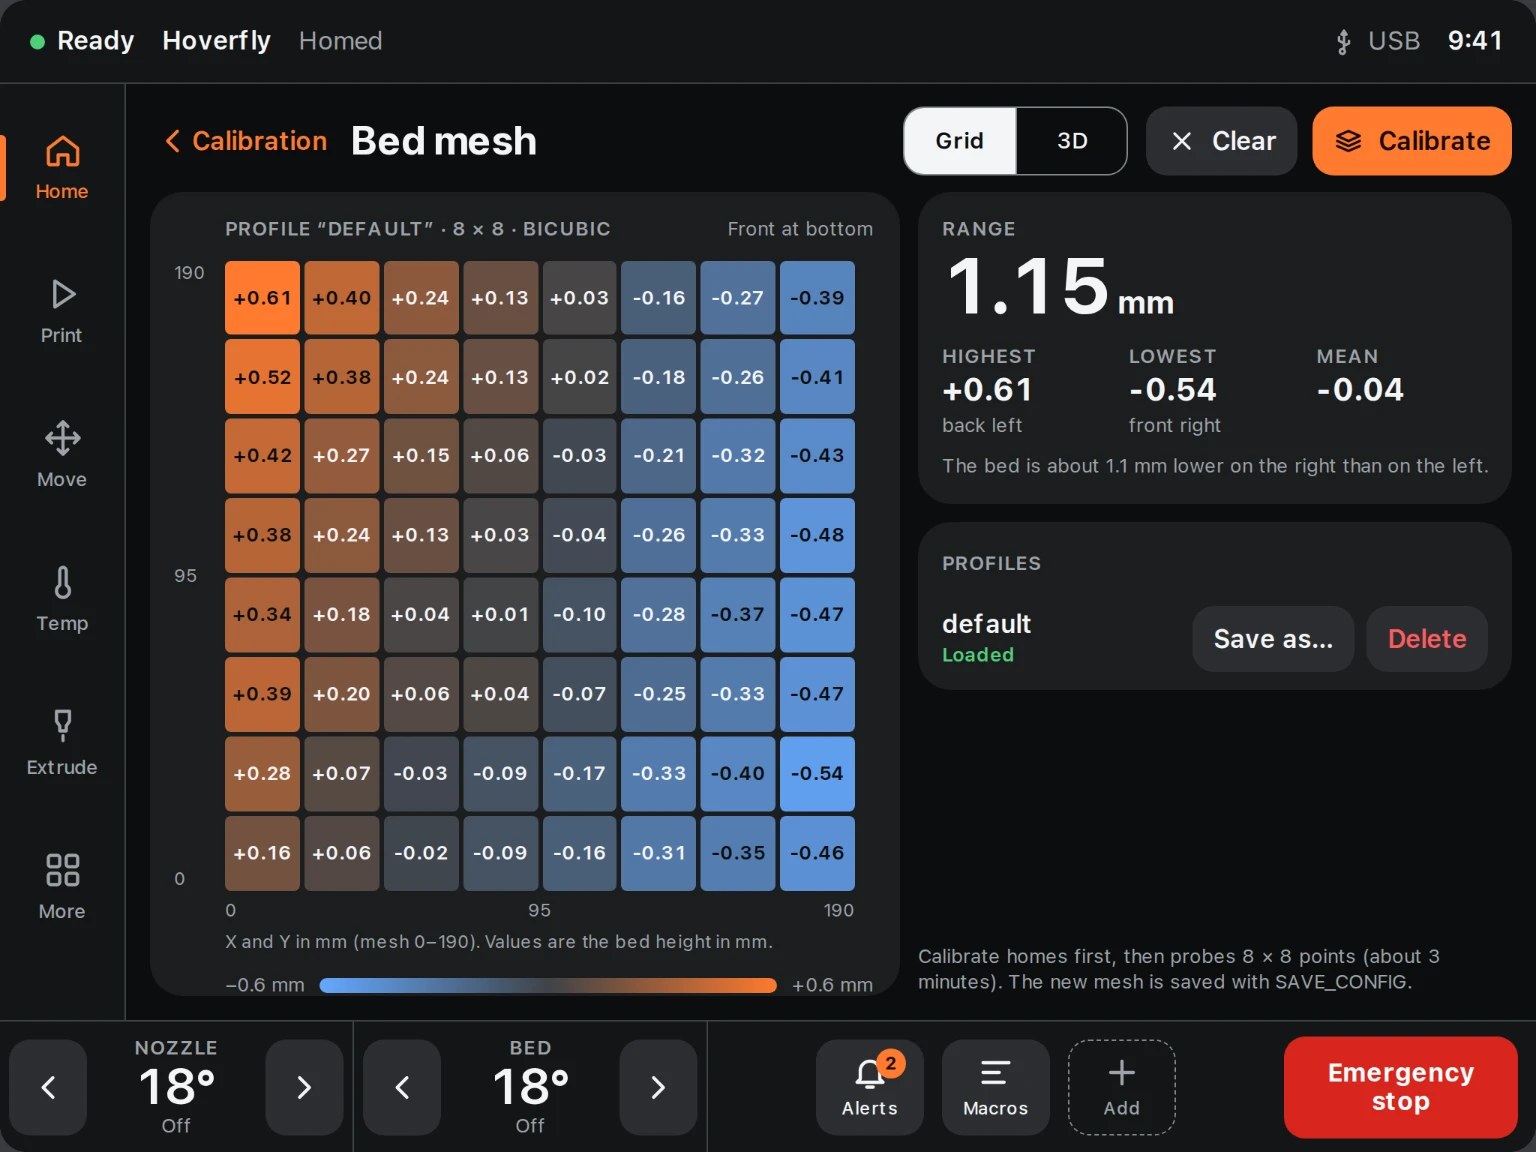 Ready Hoverfly Homed USB 9:41
Home
Print
Move
Temp
Extrude
More
Calibration Bed mesh
Grid 3D Clear Calibrate
PROFILE “DEFAULT” · 8 × 8 · BICUBIC Front at bottom
190
+0.61 +0.40 +0.24 +0.13 +0.03 -0.16 -0.27 -0.39
+0.52 +0.38 +0.24 +0.13 +0.02 -0.18 -0.26 -0.41
+0.42 +0.27 +0.15 +0.06 -0.03 -0.21 -0.32 -0.43
+0.38 +0.24 +0.13 +0.03 -0.04 -0.26 -0.33 -0.48
95
+0.34 +0.18 +0.04 +0.01 -0.10 -0.28 -0.37 -0.47
+0.39 +0.20 +0.06 +0.04 -0.07 -0.25 -0.33 -0.47
+0.28 +0.07 -0.03 -0.09 -0.17 -0.33 -0.40 -0.54
+0.16 +0.06 -0.02 -0.09 -0.16 -0.31 -0.35 -0.46
0
0 95 190
X and Y in mm (mesh 0–190). Values are the bed height in mm.
−0.6 mm +0.6 mm
RANGE
1.15 mm
HIGHEST LOWEST MEAN
+0.61 -0.54 -0.04
back left front right
The bed is about 1.1 mm lower on the right than on the left.
PROFILES
default
Loaded
Save as... Delete
Calibrate homes first, then probes 8 × 8 points (about 3
minutes). The new mesh is saved with SAVE_CONFIG.
NOZZLE
18°
Off
BED
18°
Off
2
Alerts Macros Add
Emergency
stop